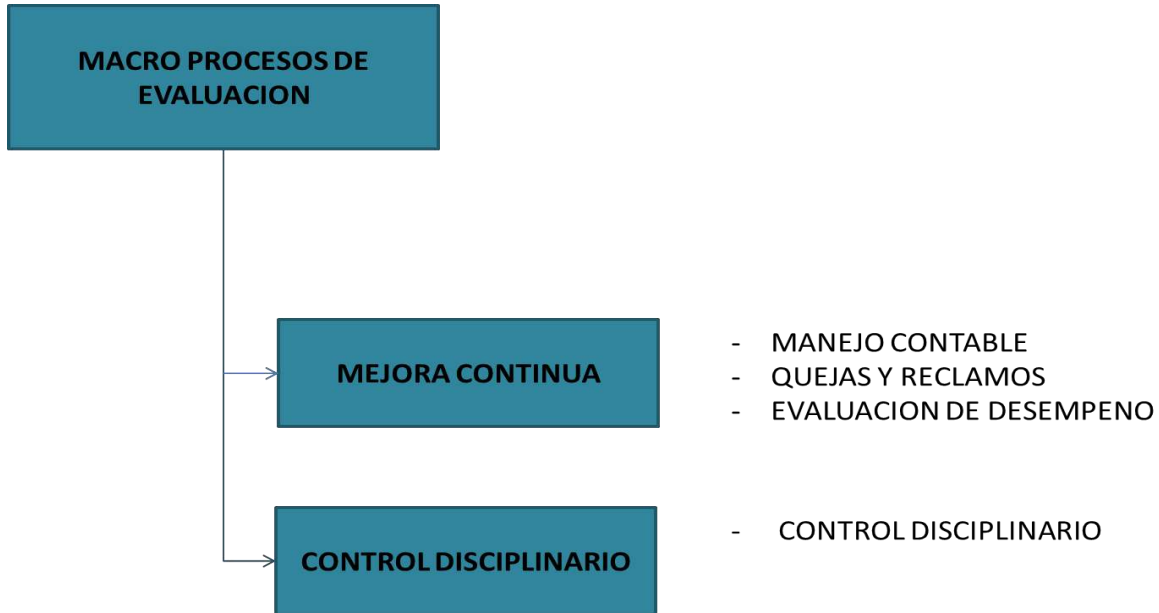 MACRO PROCESOS DE
EVALUACION
MEJORA CONTINUA
- MANEJO CONTABLE
- QUEJAS Y RECLAMOS
- EVALUACION DE DESEMPENO
CONTROL DISCIPLINARIO
- CONTROL DISCIPLINARIO